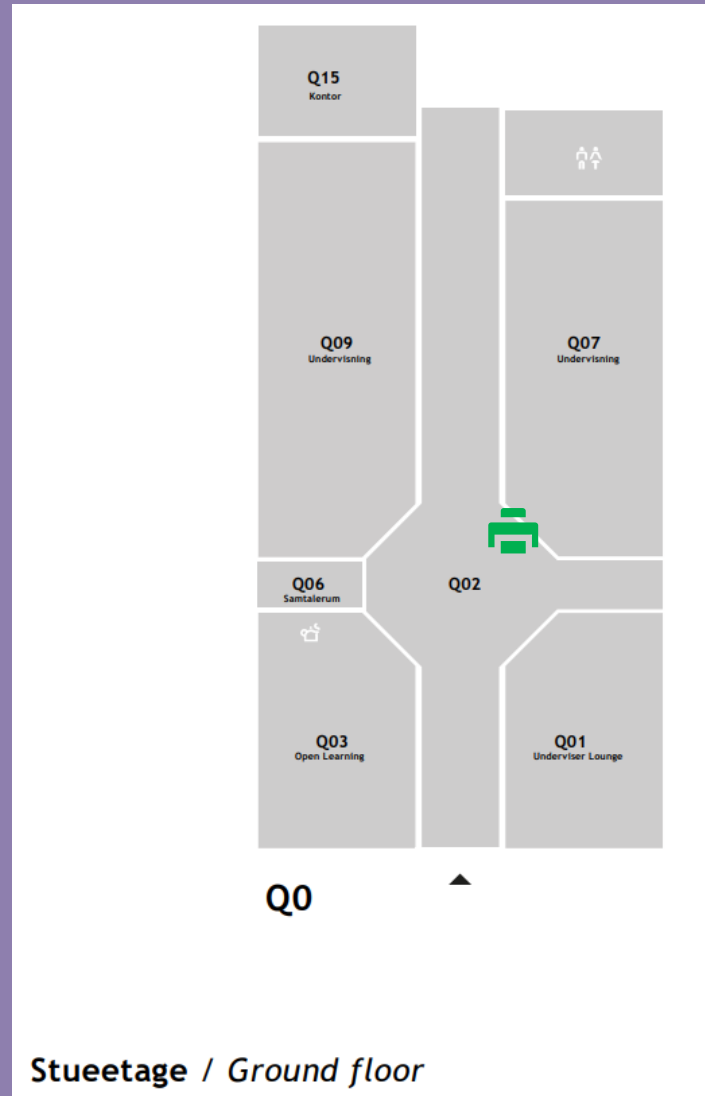 Q15
Kontor
Q09
Undervisning
Q07
Undervisning
Q06
Samtalerum
Q02
Q03
Open Learning
Q01
Underviser Lounge
Q0
Stueetage / Ground floor